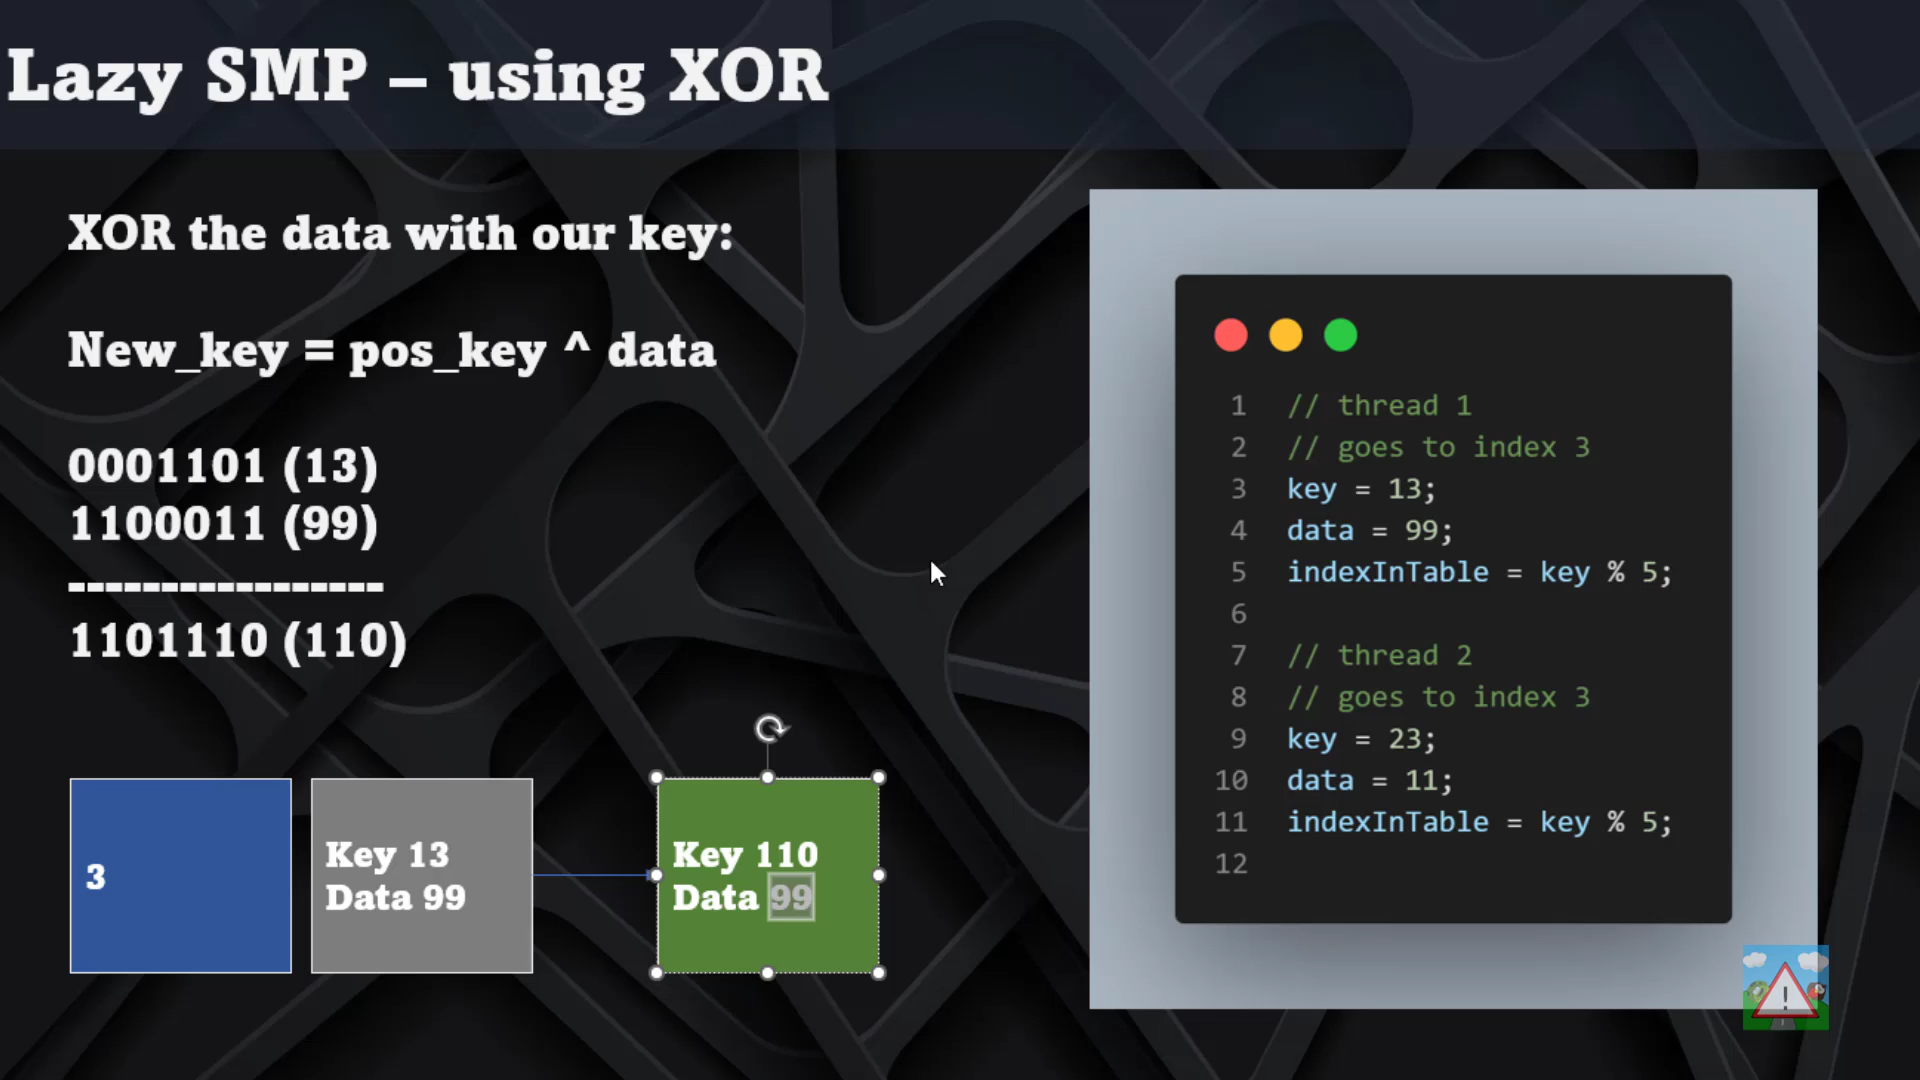 Lazy SMP – using XOR
XOR the data with our key:
New_key = pos_key ^ data
0001101 (13)
1100011 (99)
-----------------
1101110 (110)
3
Key 13
Data 99
Key 110
Data 99
1 // thread 1
2 // goes to index 3
3 key = 13;
4 data = 99;
5 indexInTable = key % 5;
6
7 // thread 2
8 // goes to index 3
9 key = 23;
10 data = 11;
11 indexInTable = key % 5;
12